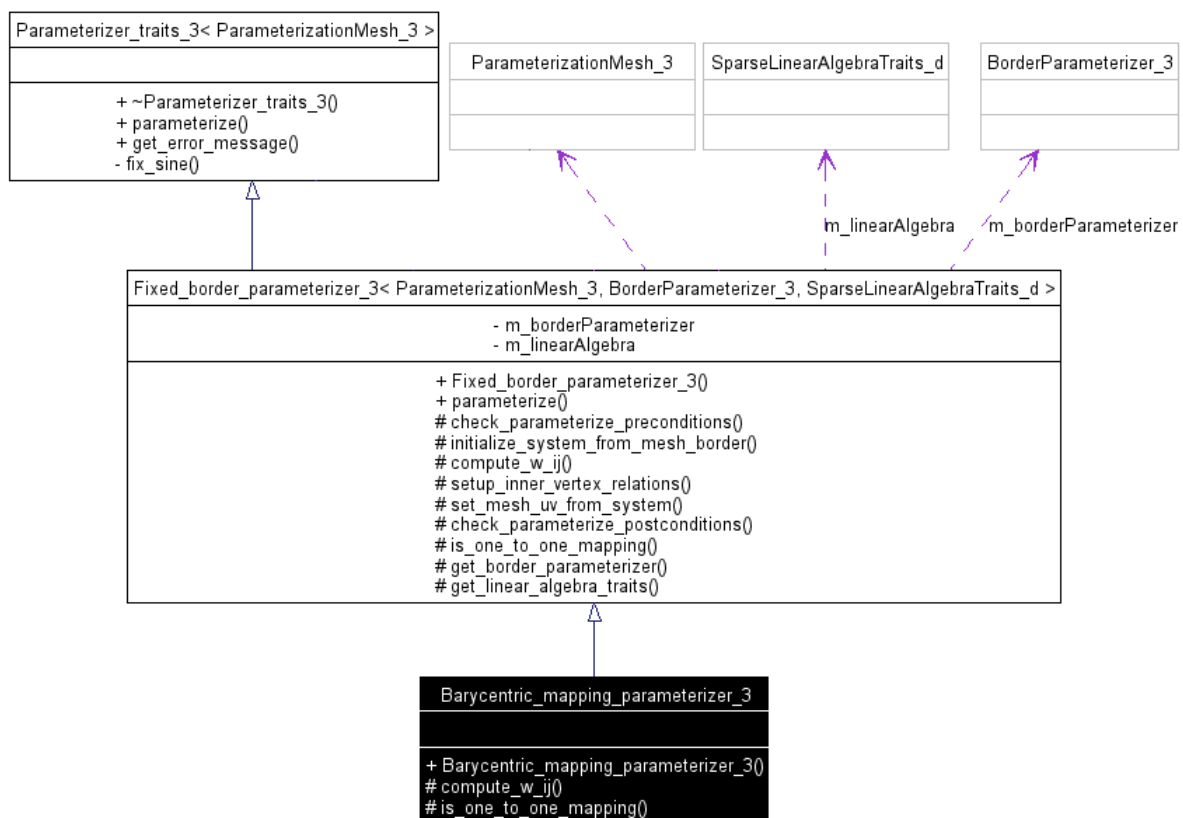 Parameterizer_traits_3< ParameterizationMesh_3 >
+ ~Parameterizer_traits_3()
+ parameterize()
+ get_error_message()
- fix_sine()
ParameterizationMesh_3
SparseLinearAlgebraTraits_d
BorderParameterizer_3
m_linearAlgebra
m_borderParameterizer
Fixed_border_parameterizer_3< ParameterizationMesh_3, BorderParameterizer_3, SparseLinearAlgebraTraits_d >
- m_borderParameterizer
- m_linearAlgebra
+ Fixed_border_parameterizer_3()
+ parameterize()
# check_parameterize_preconditions()
# initialize_system_from_mesh_border()
# compute_w_ij()
# setup_inner_vertex_relations()
# set_mesh_uv_from_system()
# check_parameterize_postconditions()
# is_one_to_one_mapping()
# get_border_parameterizer()
# get_linear_algebra_traits()
Barycentric_mapping_parameterizer_3
+ Barycentric_mapping_parameterizer_3()
# compute_w_ij()
# is_one_to_one_mapping()